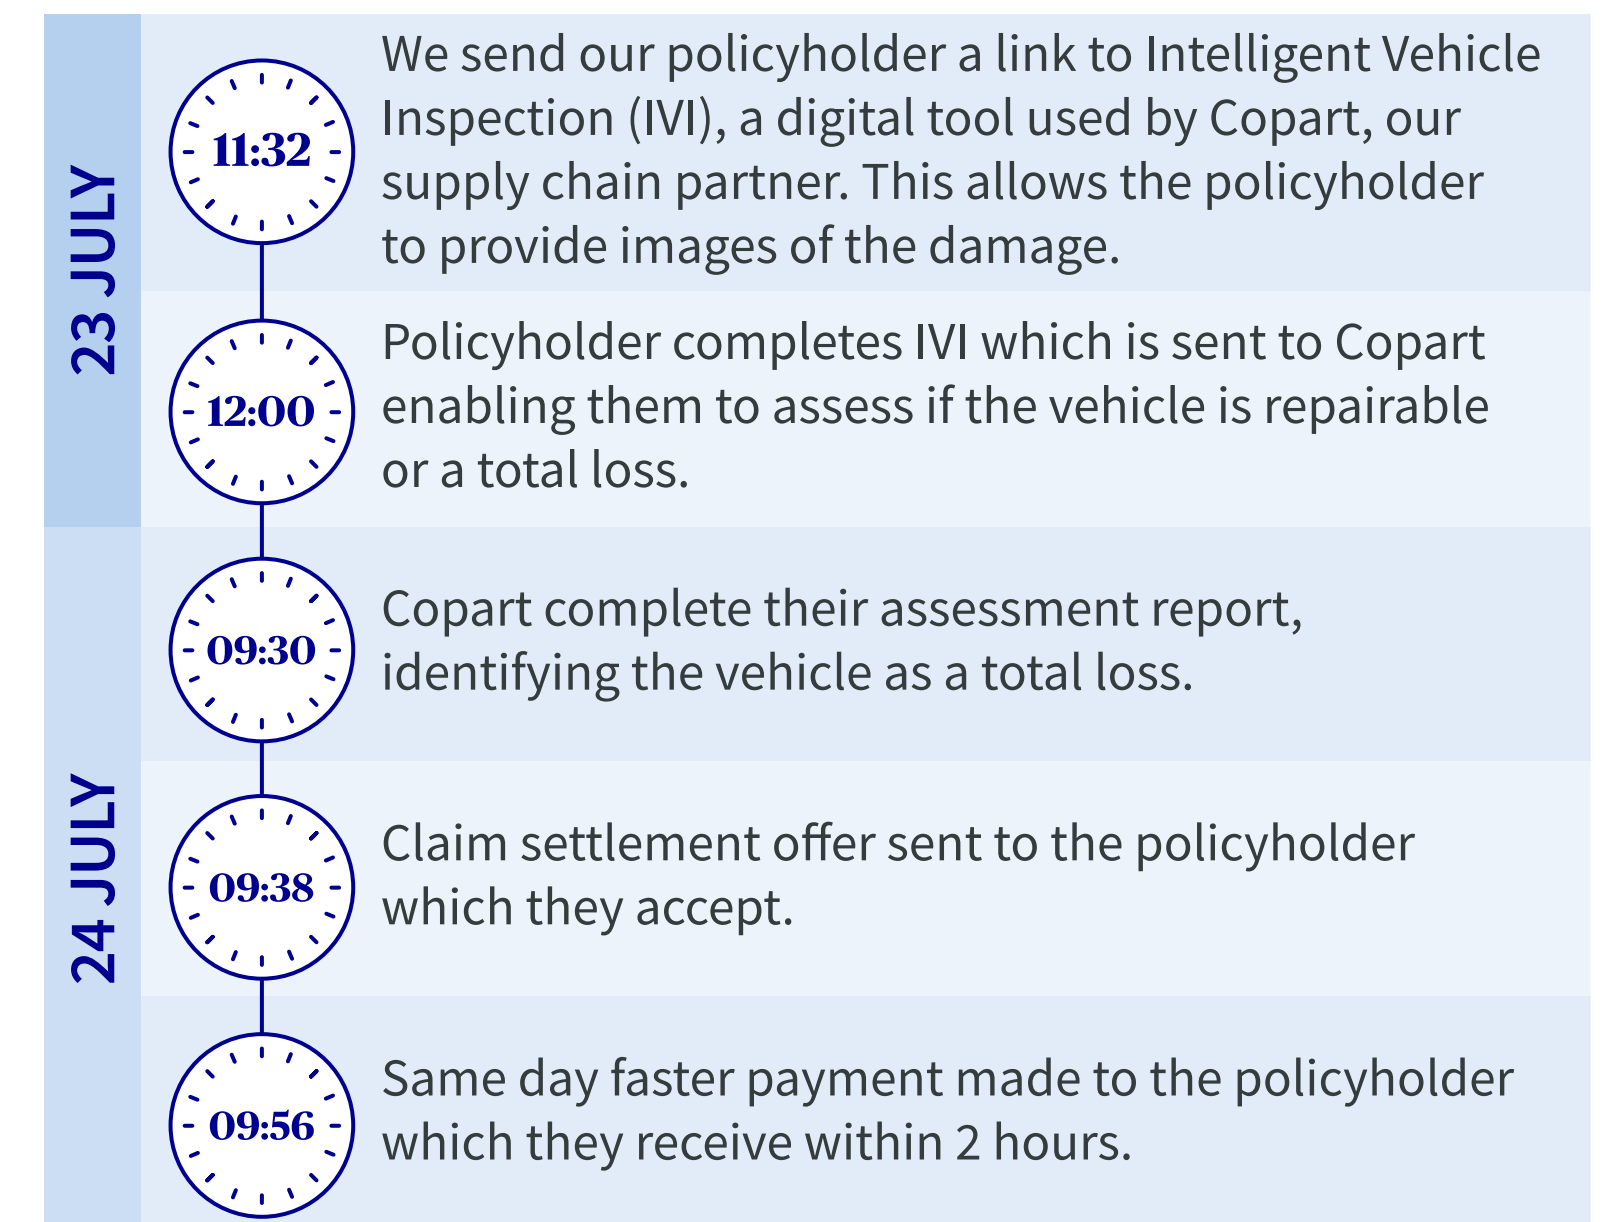 23 JULY
11:32
We send our policyholder a link to Intelligent Vehicle
Inspection (IVI), a digital tool used by Copart, our
supply chain partner. This allows the policyholder
to provide images of the damage.
12:00
Policyholder completes IVI which is sent to Copart
enabling them to assess if the vehicle is repairable
or a total loss.
24 JULY
09:30
Copart complete their assessment report,
identifying the vehicle as a total loss.
09:38
Claim settlement offer sent to the policyholder
which they accept.
09:56
Same day faster payment made to the policyholder
which they receive within 2 hours.